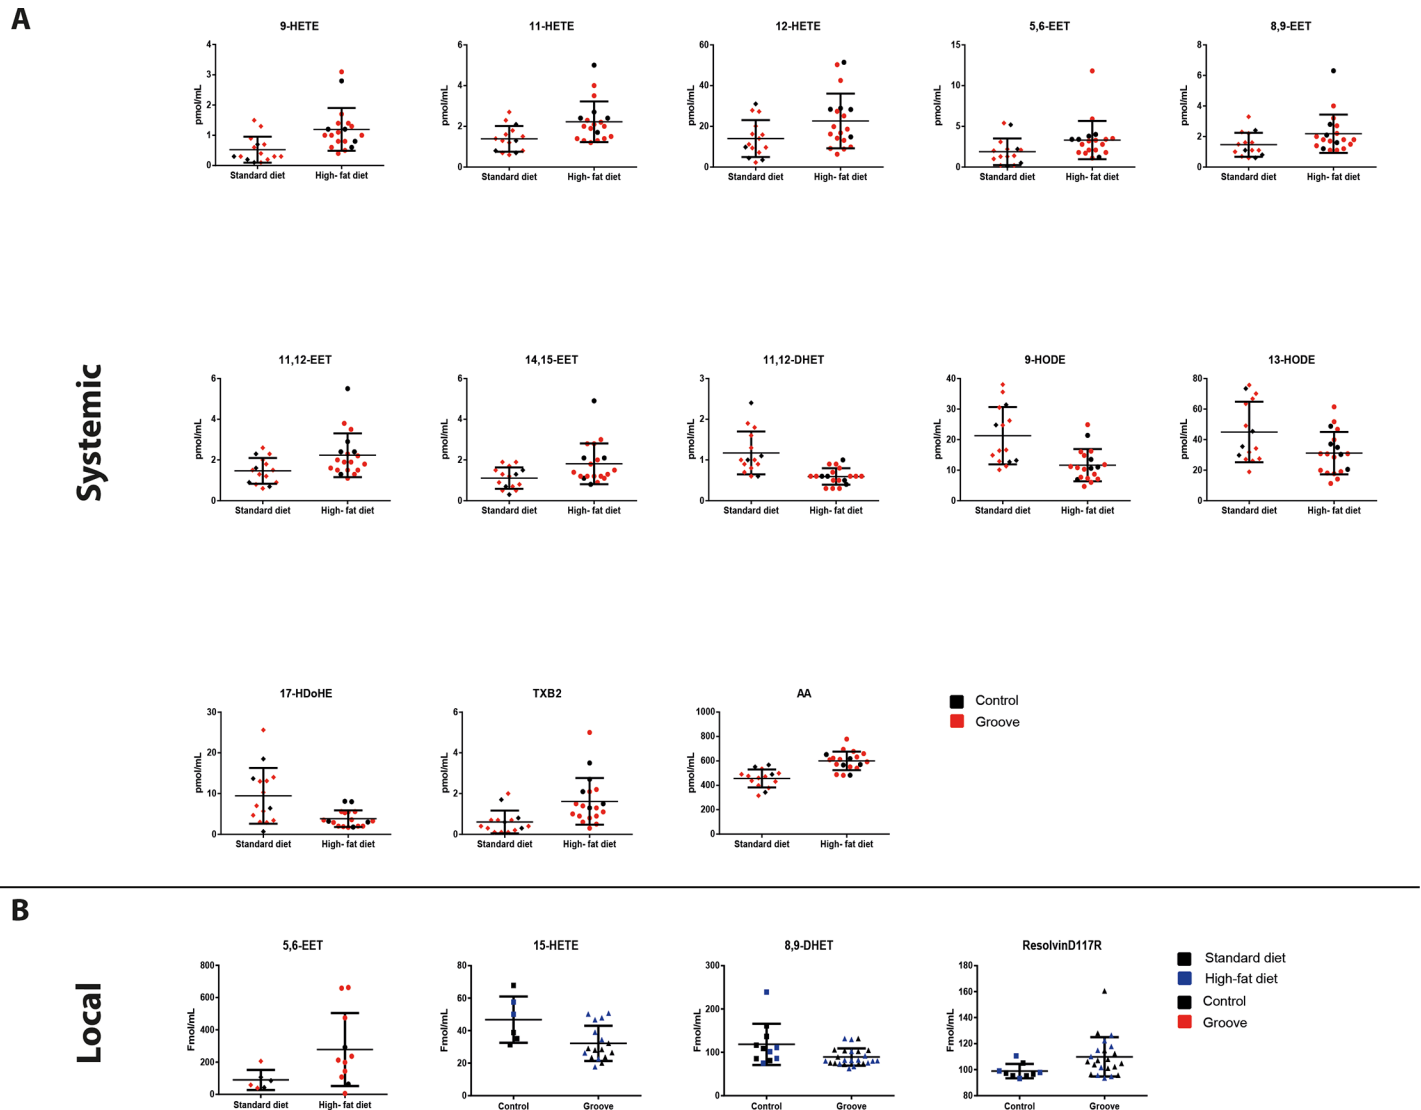 A
Systemic
9-HETE
pmol/mL
4
3
2
1
0
Standard diet High- fat diet
11-HETE
pmol/mL
6
4
2
0
Standard diet High- fat diet
12-HETE
pmol/mL
60
40
20
0
Standard diet High- fat diet
5,6-EET
pmol/mL
15
10
5
0
Standard diet High- fat diet
8,9-EET
pmol/mL
8
6
4
2
0
Standard diet High- fat diet
11,12-EET
pmol/mL
6
4
2
0
Standard diet High- fat diet
14,15-EET
pmol/mL
6
4
2
0
Standard diet High- fat diet
11,12-DHET
pmol/mL
3
2
1
0
Standard diet High- fat diet
9-HODE
pmol/mL
40
30
20
10
0
Standard diet High- fat diet
13-HODE
pmol/mL
80
60
40
20
0
Standard diet High- fat diet
17-HDoHE
pmol/mL
30
20
10
0
Standard diet High- fat diet
TXB2
pmol/mL
6
4
2
0
Standard diet High- fat diet
AA
pmol/mL
1000
800
600
400
200
0
Standard diet High- fat diet
Control
Groove
B
Local
5,6-EET
Fmol/mL
800
600
400
200
0
Standard diet High- fat diet
15-HETE
Fmol/mL
80
60
40
20
0
Control Groove
8,9-DHET
Fmol/mL
300
200
100
0
Control Groove
ResolvinD117R
Fmol/mL
180
160
140
120
100
80
Control Groove
Standard diet
High-fat diet
Control
Groove